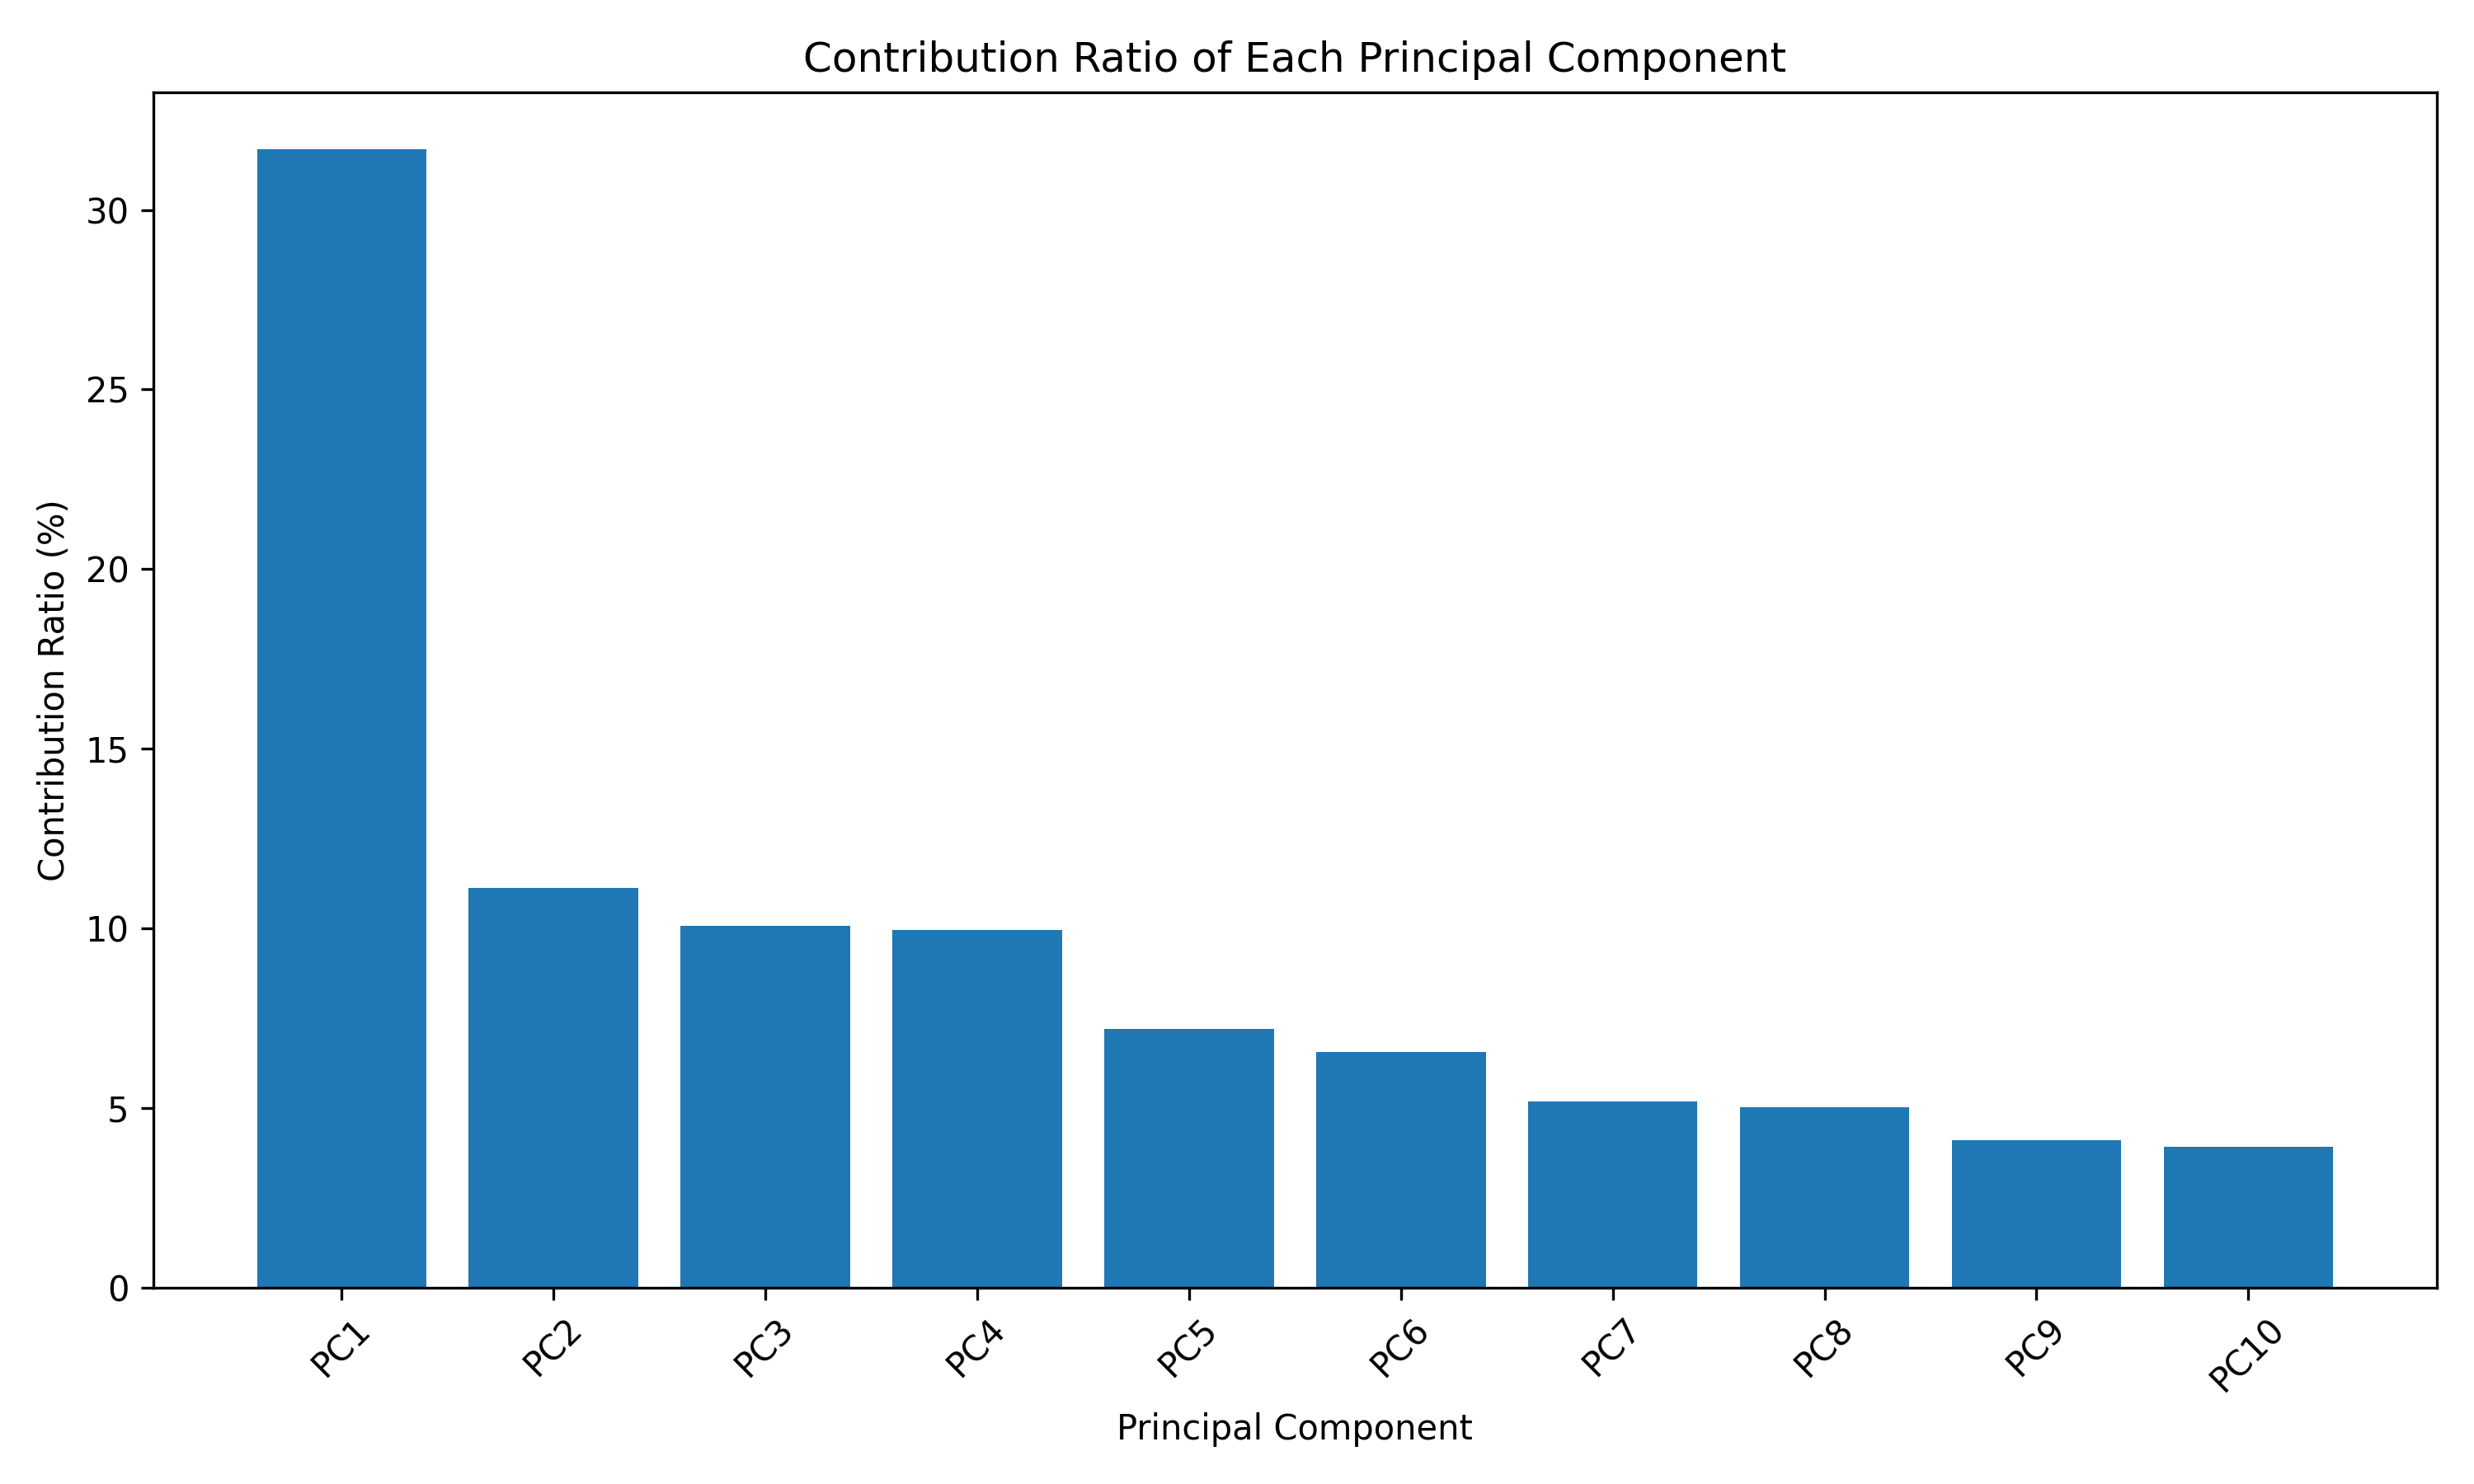 Contribution Ratio of Each Principal Component
Contribution Ratio (%)
30
25
20
15
10
5
0
PC1
PC2
PC3
PC4
PC5
PC6
PC7
PC8
PC9
PC10
Principal Component